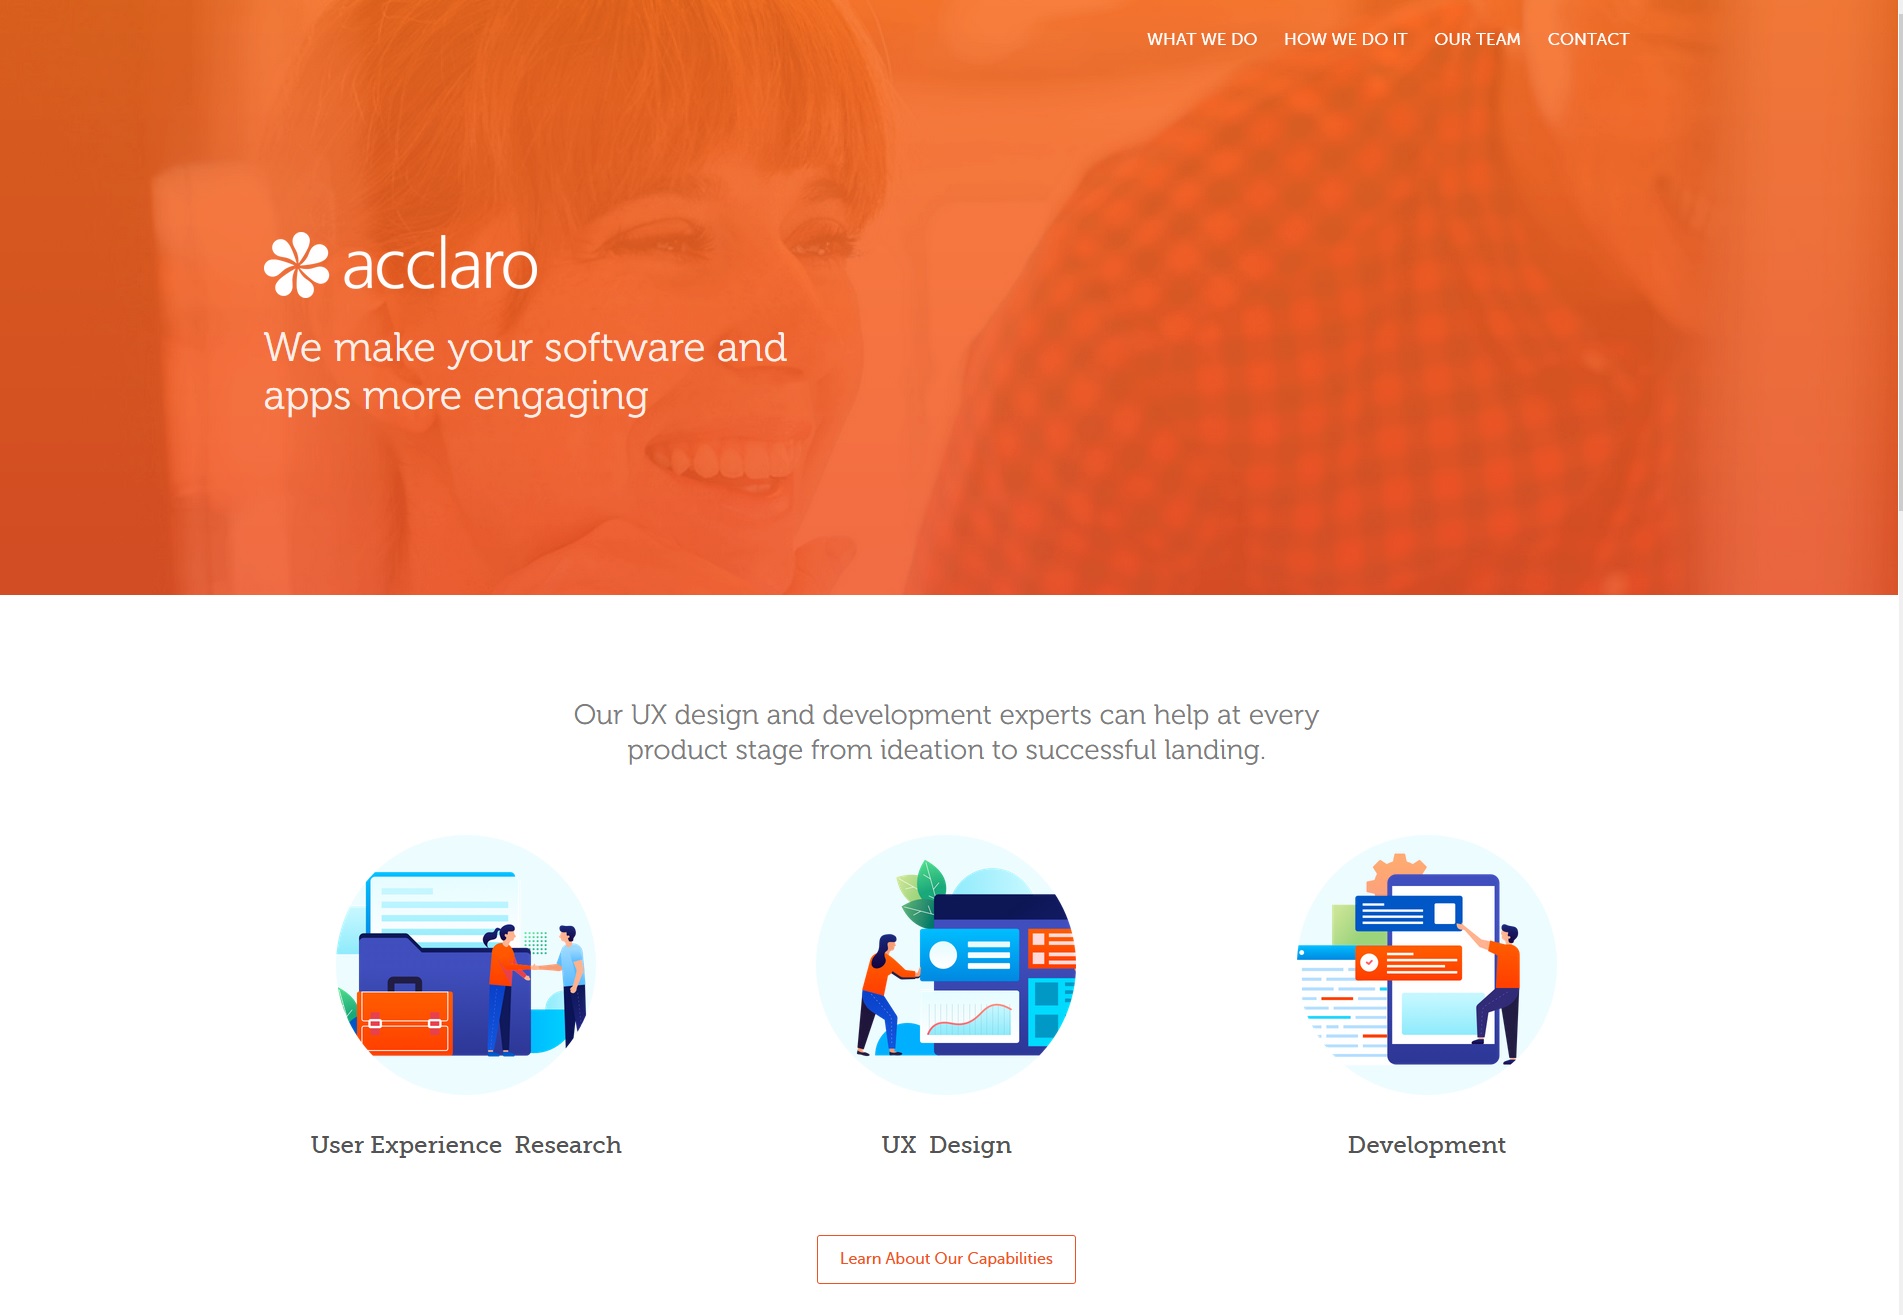 WHAT WE DO HOW WE DO IT OUR TEAM CONTACT
acclaro
We make your software and
apps more engaging
Our UX design and development experts can help at every
product stage from ideation to successful landing.
User Experience Research
UX Design
Development
Learn About Our Capabilities